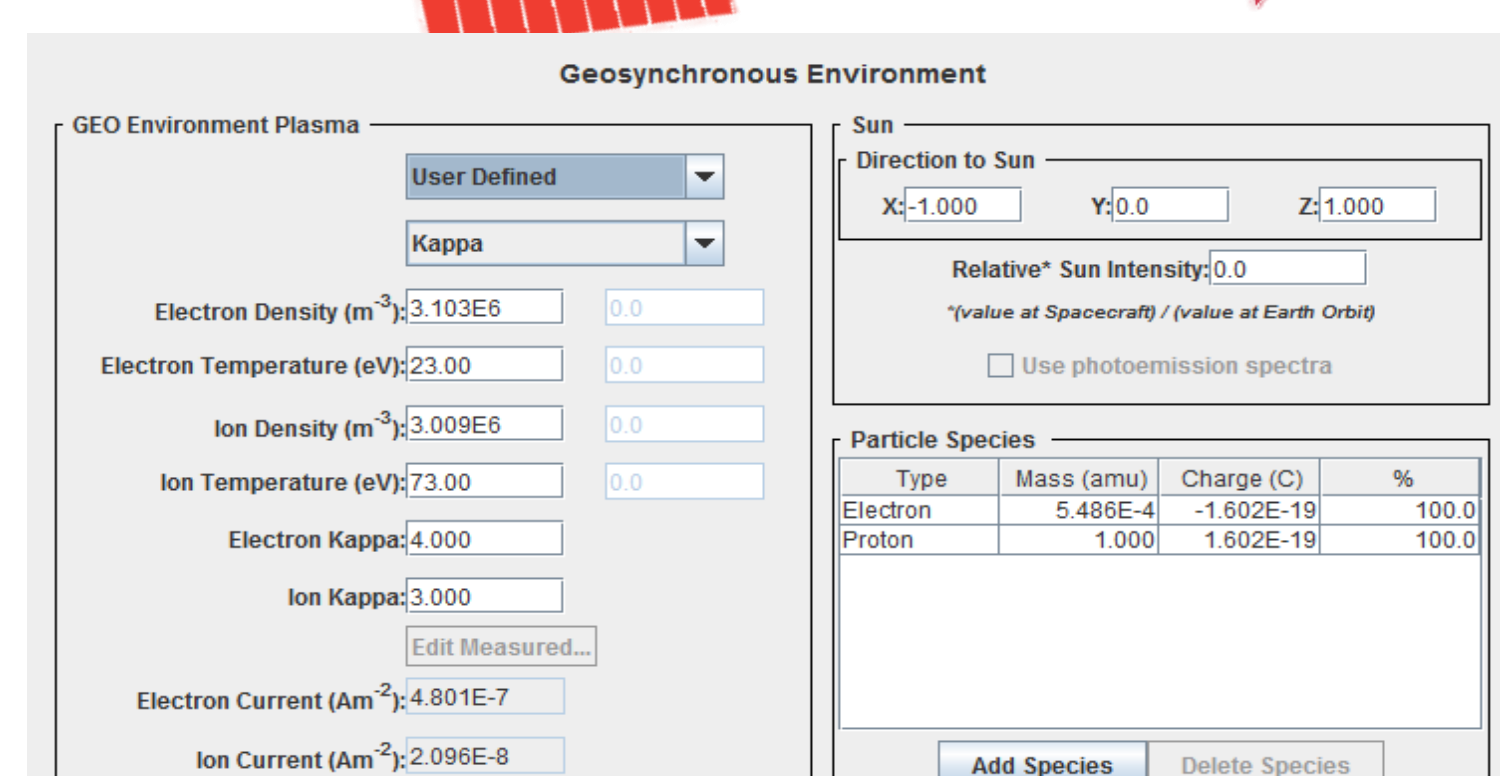 Geosynchronous Environment
GEO Environment Plasma
User Defined
Kappa
Electron Density (m⁻³): 3.103E6 0.0
Electron Temperature (eV): 23.00 0.0
Ion Density (m⁻³): 3.009E6 0.0
Ion Temperature (eV): 73.00 0.0
Electron Kappa: 4.000
Ion Kappa: 3.000
Edit Measured...
Electron Current (Am⁻²): 4.801E-7
Ion Current (Am⁻²): 2.096E-8
Sun
Direction to Sun
X: -1.000 Y: 0.0 Z: 1.000
Relative* Sun Intensity: 0.0
*(value at Spacecraft) / (value at Earth Orbit)
Use photoemission spectra
Particle Species
Type Mass (amu) Charge (C) %
Electron 5.486E-4 -1.602E-19 100.0
Proton 1.000 1.602E-19 100.0
Add Species Delete Species